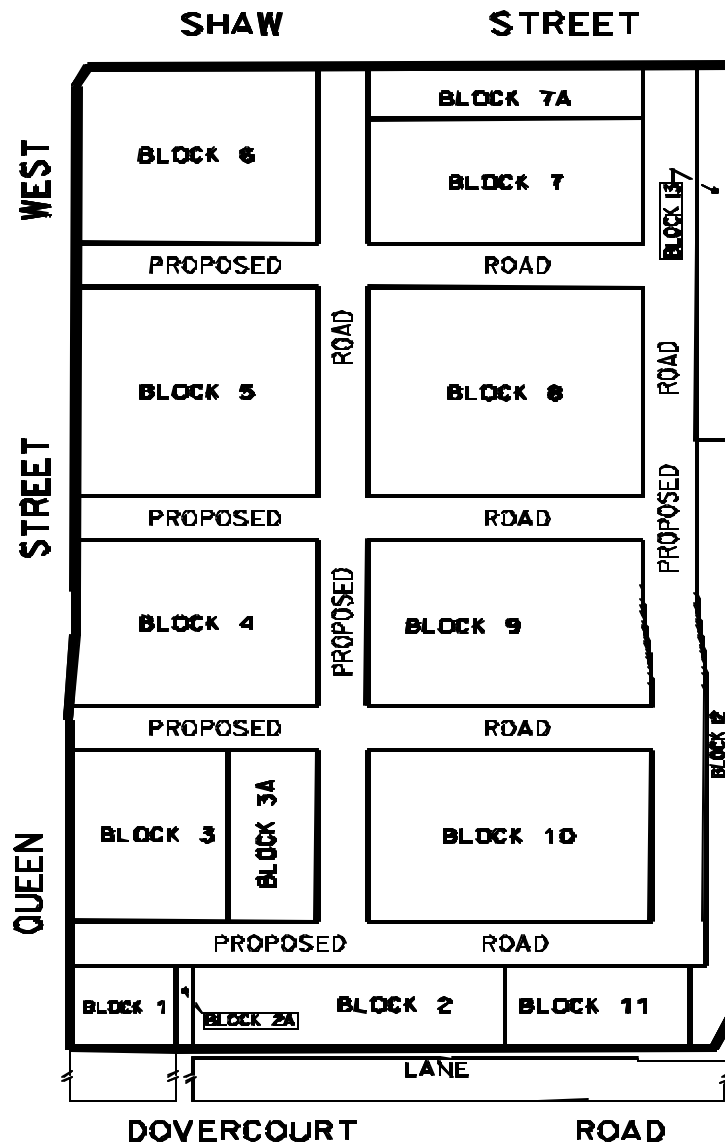 SHAW STREET
BLOCK 7A
BLOCK 6
BLOCK 7
WEST
BLOCK 13
PROPOSED ROAD
ROAD
ROAD
BLOCK 5
BLOCK 8
STREET
PROPOSED
PROPOSED ROAD
PROPOSED
BLOCK 4
BLOCK 9
PROPOSED ROAD
BLOCK 12
BLOCK 3
BLOCK 3A
BLOCK 10
QUEEN
PROPOSED ROAD
BLOCK 1
BLOCK 2A
BLOCK 2
BLOCK 11
LANE
DOVERCOURT ROAD